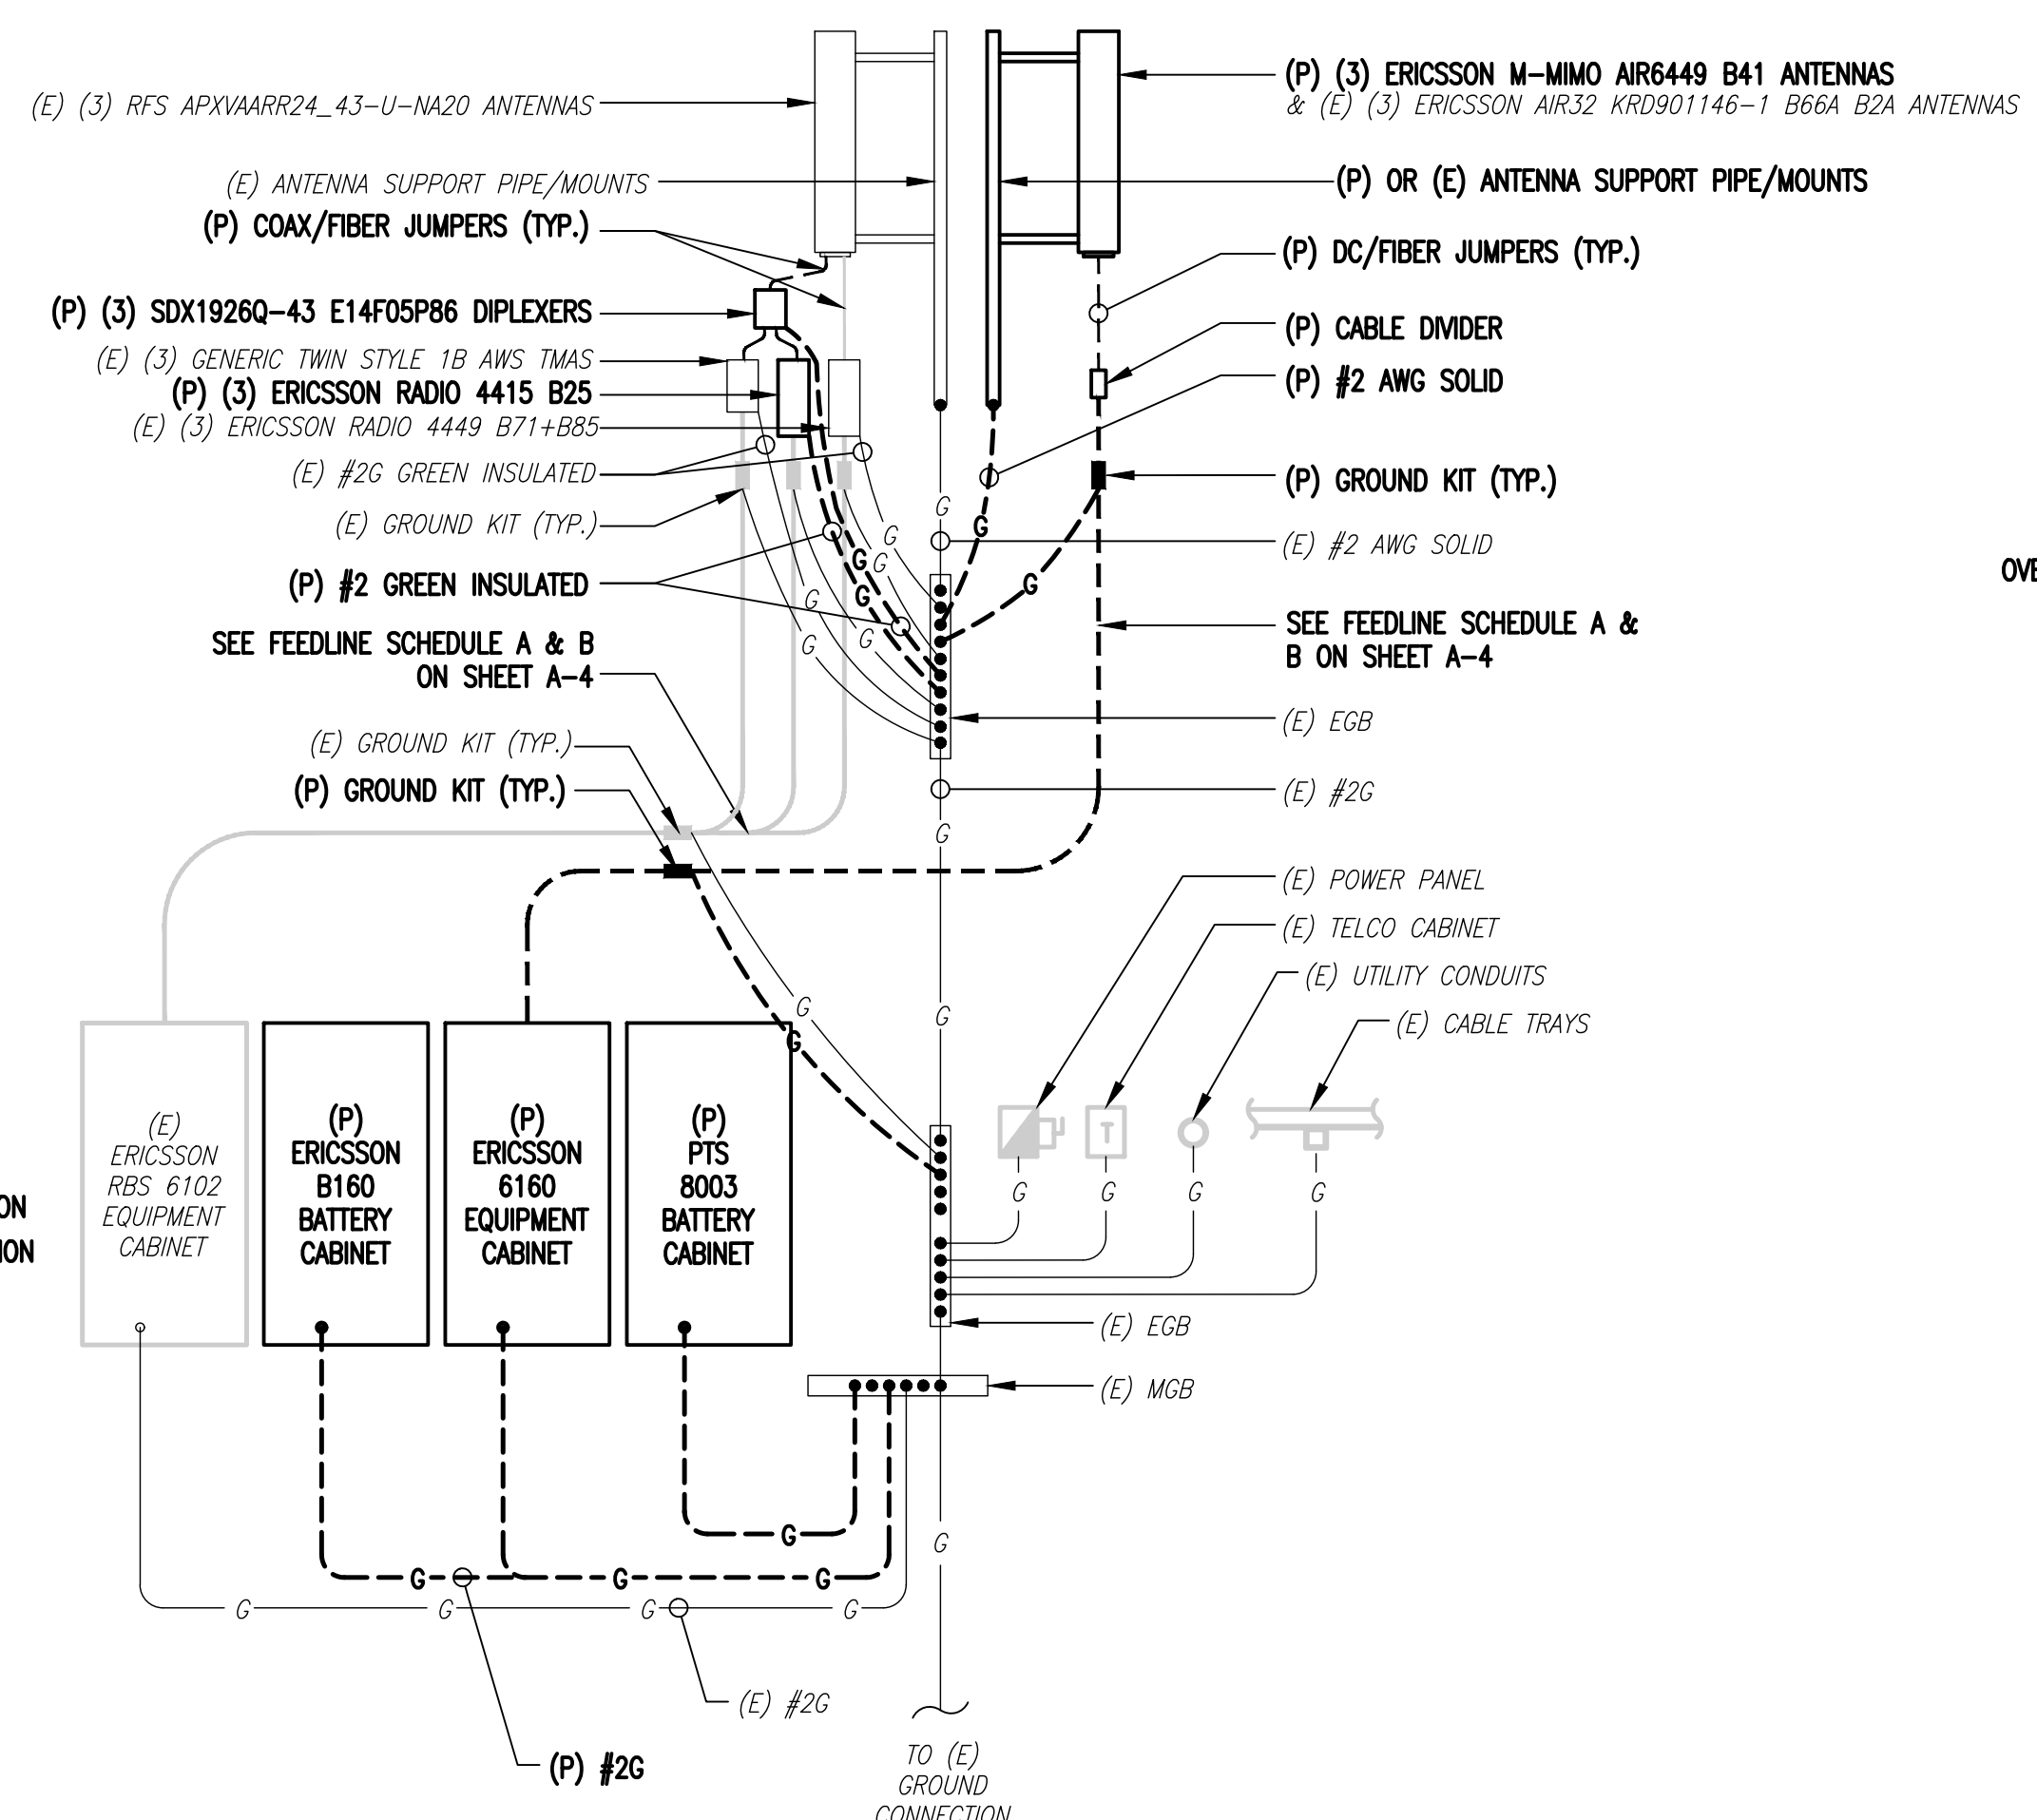 (E) (3) RFS APXVAARR24_43-U-NA20 ANTENNAS
(E) ANTENNA SUPPORT PIPE/MOUNTS
(P) COAX/FIBER JUMPERS (TYP.)
(P) (3) SDX1926Q-43 E14F05P86 DIPLEXERS
(E) (3) GENERIC TWIN STYLE 1B AWS TMAS
(P) (3) ERICSSON RADIO 4415 B25
(E) (3) ERICSSON RADIO 4449 B71+B85
(E) #2G GREEN INSULATED
(E) GROUND KIT (TYP.)
(P) #2 GREEN INSULATED
SEE FEEDLINE SCHEDULE A & B
ON SHEET A-4
(E) GROUND KIT (TYP.)
(P) GROUND KIT (TYP.)
(P) (3) ERICSSON M-MIMO AIR6449 B41 ANTENNAS
& (E) (3) ERICSSON AIR32 KRD901146-1 B66A B2A ANTENNAS
(P) OR (E) ANTENNA SUPPORT PIPE/MOUNTS
(P) DC/FIBER JUMPERS (TYP.)
(P) CABLE DIVIDER
(P) #2 AWG SOLID
(P) GROUND KIT (TYP.)
(E) #2 AWG SOLID
SEE FEEDLINE SCHEDULE A &
B ON SHEET A-4
(E) EGB
(E) #2G
(E) POWER PANEL
(E) TELCO CABINET
(E) UTILITY CONDUITS
(E) CABLE TRAYS
OVE
G
G
G
G
G
G
G
G
G
G
G
G
G
G
(E)
ERICSSON
RBS 6102
EQUIPMENT
CABINET
(P)
ERICSSON
B160
BATTERY
CABINET
(P)
ERICSSON
6160
EQUIPMENT
CABINET
(P)
PTS
8003
BATTERY
CABINET
ON
ION
T
G
G
G
G
(E) EGB
(E) MGB
G
G
G
G
G
G
G
G
G
(E) #2G
(P) #2G
TO (E)
GROUND
CONNECTION